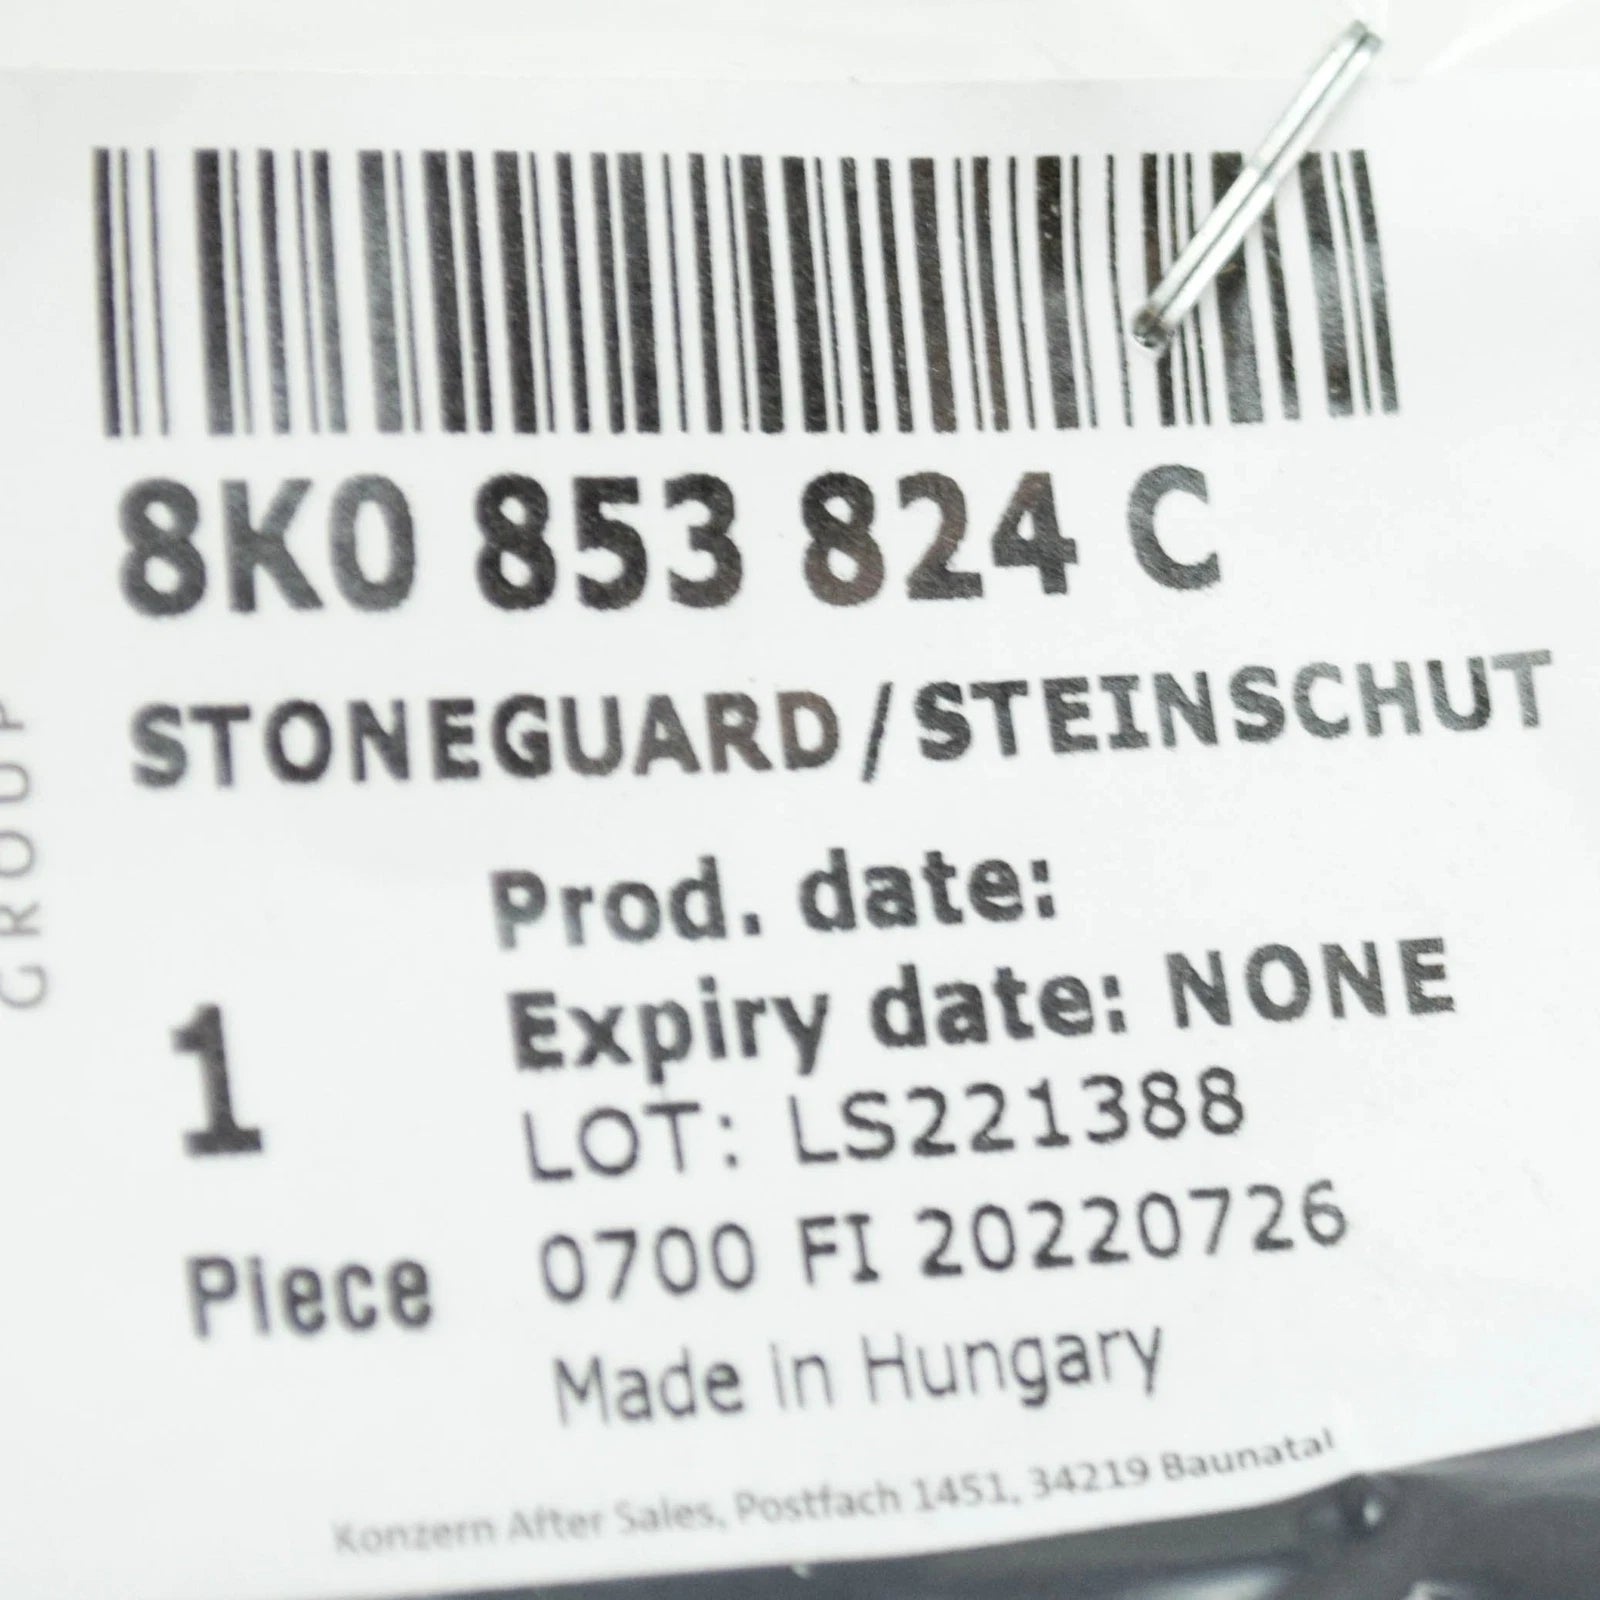 8K0 853 824 C
STONEGUARD/STEINSCHUT
GROUP
Prod. date:
Expiry date: NONE
1
LOT: LS221388
Piece
0700 FI 20220726
Made in Hungary
Konzern After Sales, Postfach 1451, 34219 Baunatal